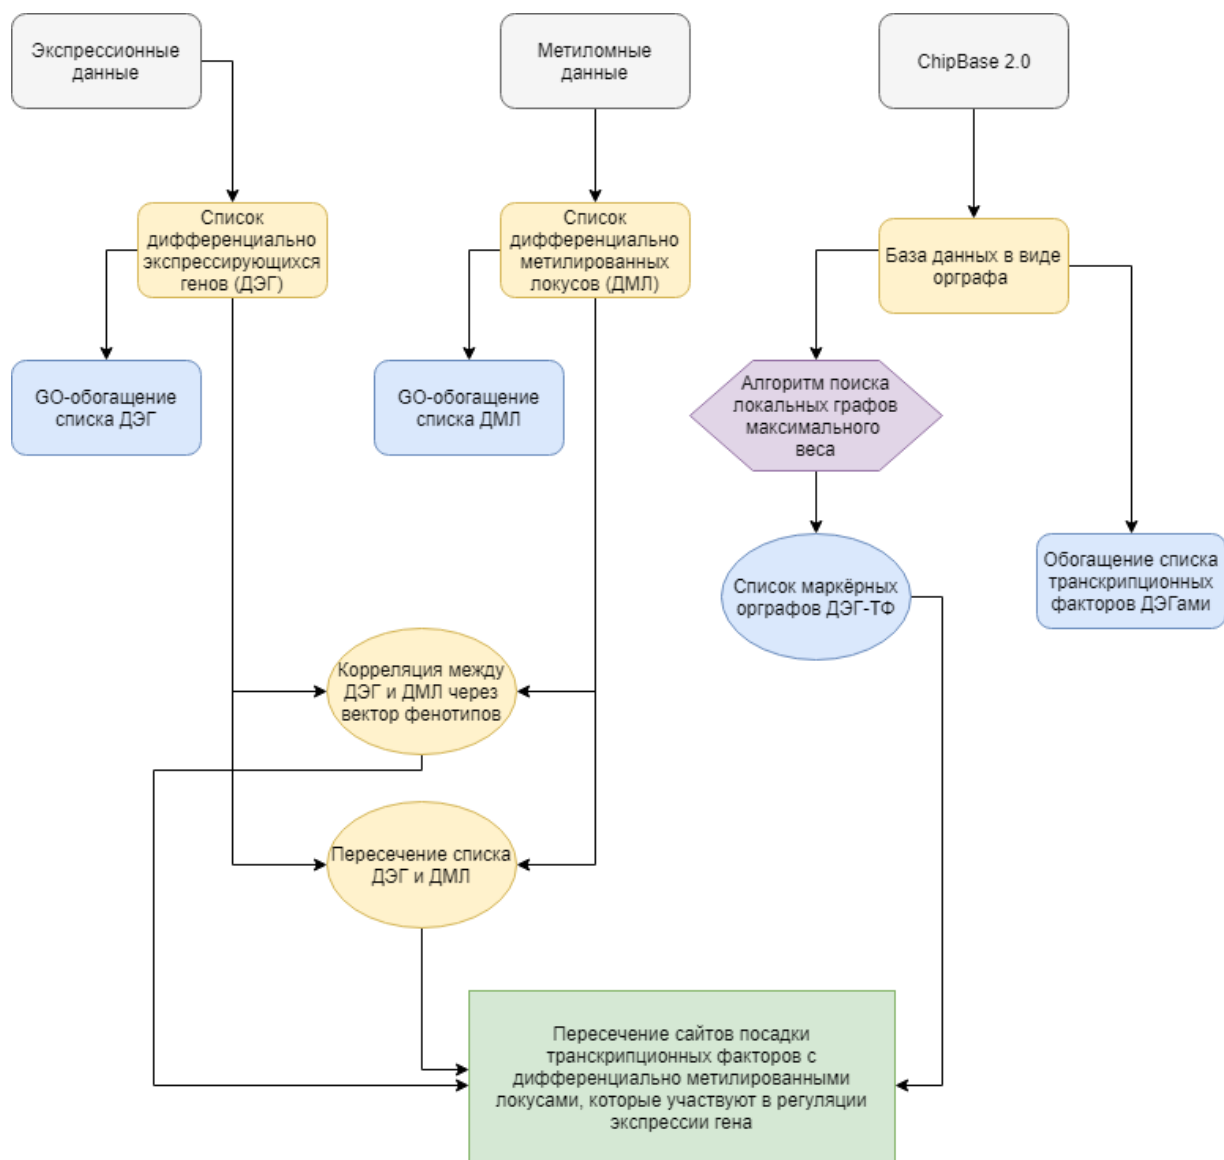 Экспрессионные
данные
Метиломные
данные
ChipBase 2.0
Список
дифференциально
экспрессирующихся
генов (ДЭГ)
Список
дифференциально
метилированных
локусов (ДМЛ)
База данных в виде
орграфа
GO-обогащение
списка ДЭГ
GO-обогащение
списка ДМЛ
Алгоритм поиска
локальных графов
максимального
веса
Список маркёрных
орграфов ДЭГ-ТФ
Обогащение списка
транскрипционных
факторов ДЭГами
Корреляция между
ДЭГ и ДМЛ через
вектор фенотипов
Пересечение списка
ДЭГ и ДМЛ
Пересечение сайтов посадки
транскрипционных факторов с
дифференциально метилированными
локусами, которые участвуют в регуляции
экспрессии гена